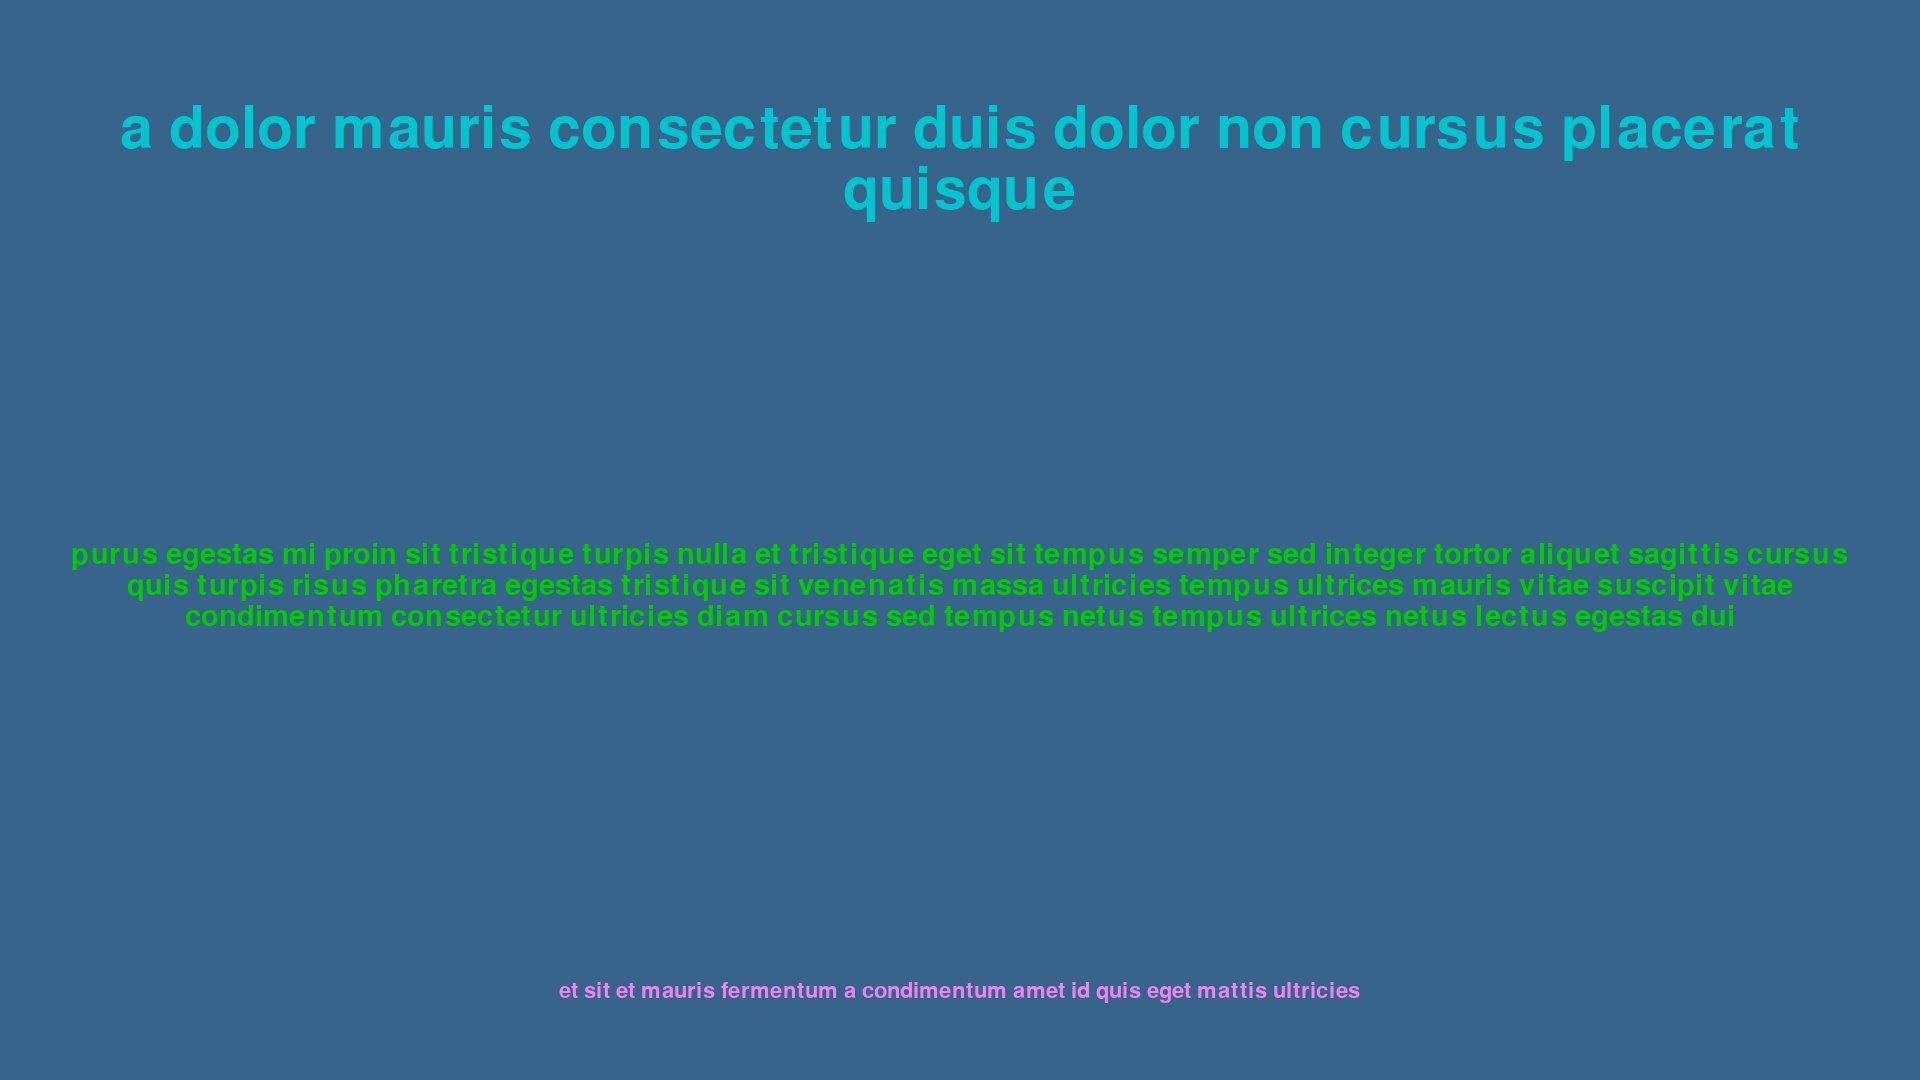 a dolor mauris consectetur duis dolor non cursus placerat
quisque
purus egestas mi proin sit tristique turpis nulla et tristique eget sit tempus semper sed integer tortor aliquet sagittis cursus
quis turpis risus pharetra egestas tristique sit venenatis massa ultricies tempus ultrices mauris vitae suscipit vitae
condimentum consectetur ultricies diam cursus sed tempus netus tempus ultrices netus lectus egestas dui
et sit et mauris fermentum a condimentum amet id quis eget mattis ultricies